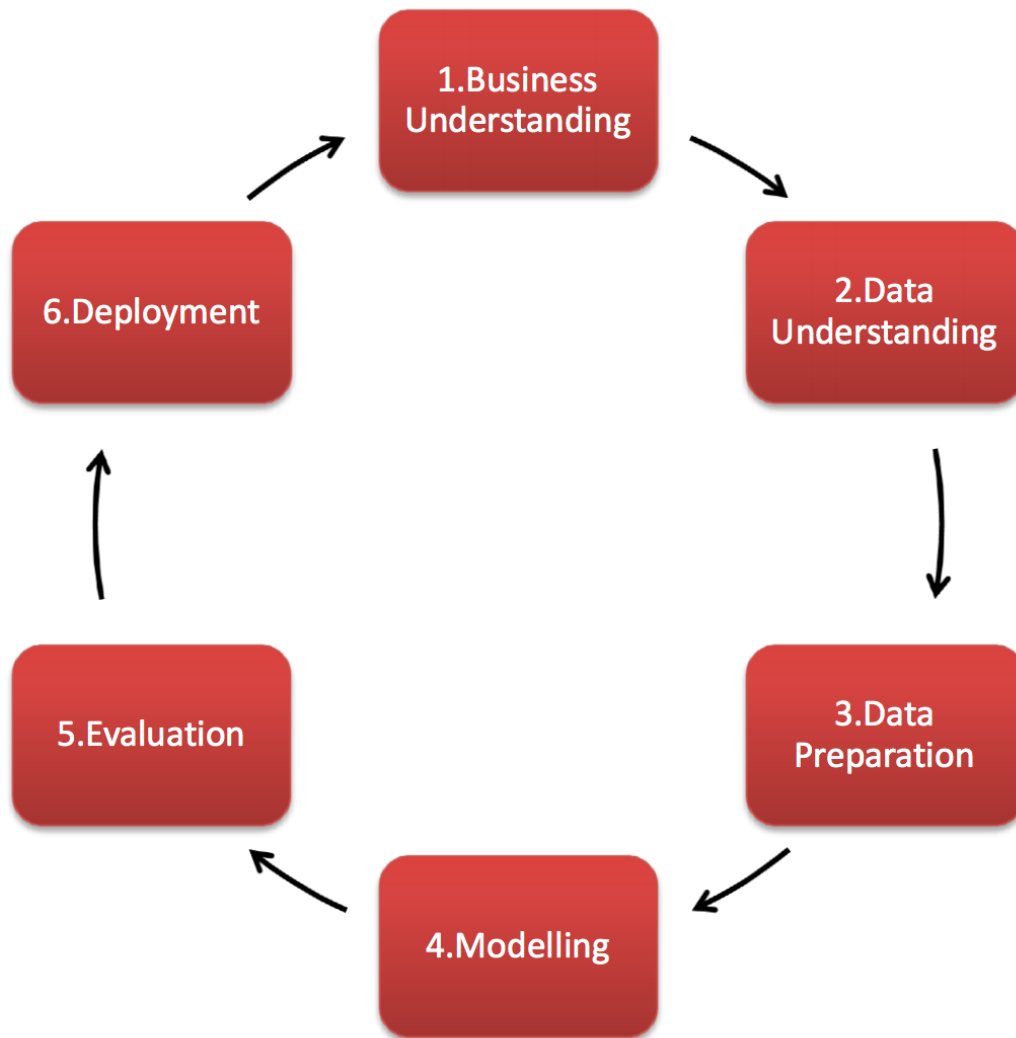 1.Business
Understanding
2.Data
Understanding
3.Data
Preparation
4.Modelling
5.Evaluation
6.Deployment